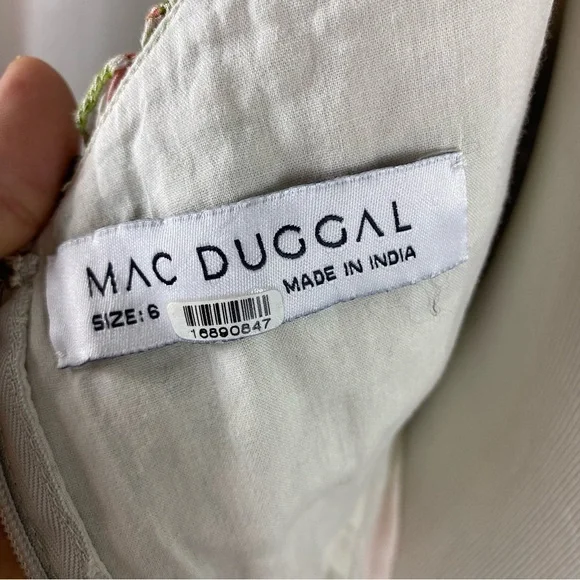 MAC DUGGAL
SIZE: 6
MADE IN INDIA
16890847